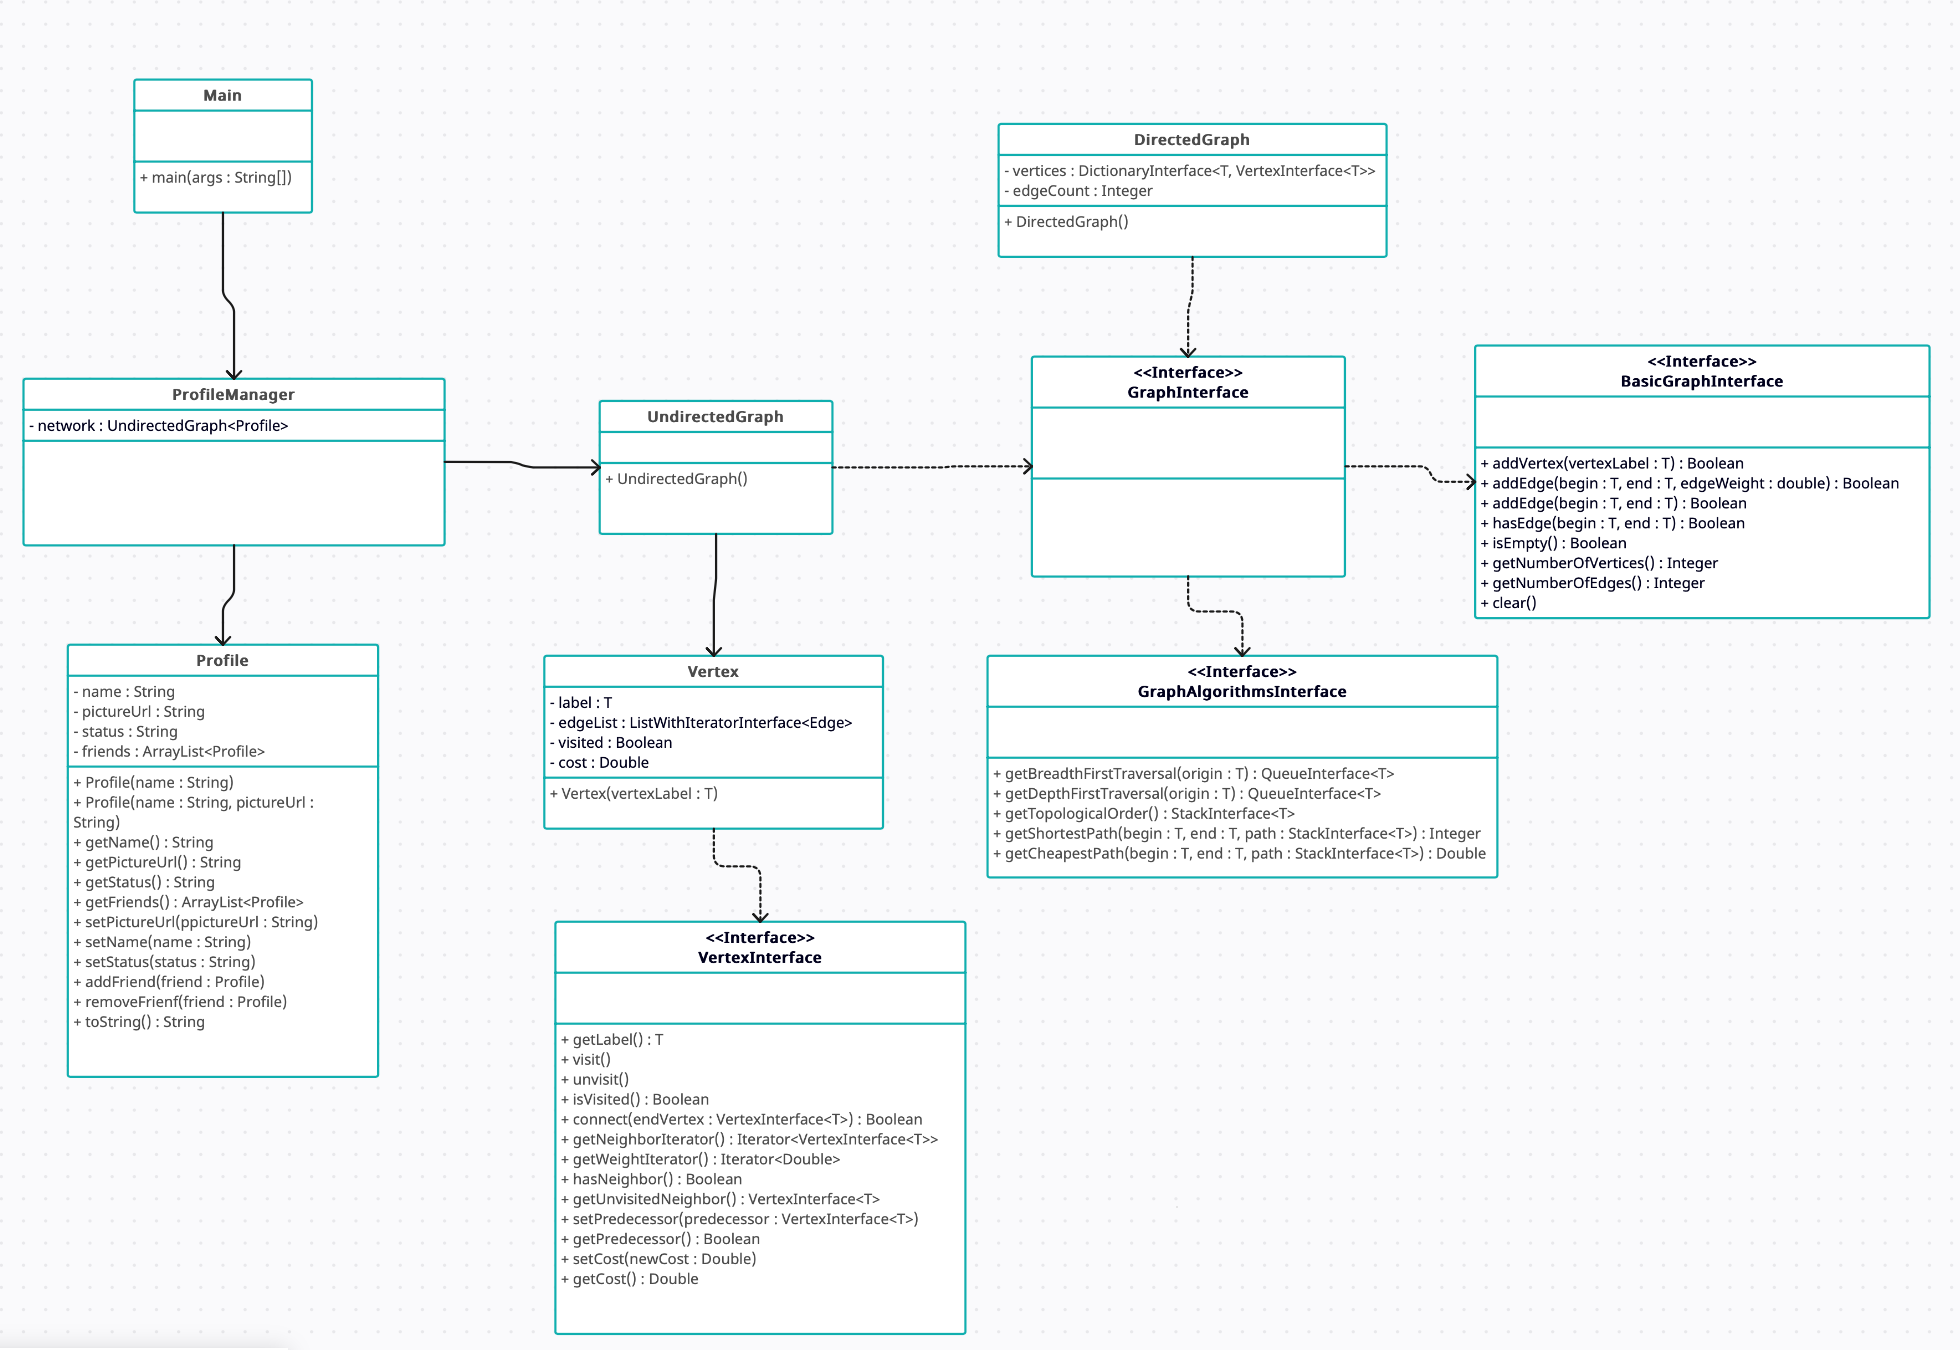 Main
+ main(args : String[])
DirectedGraph
- vertices : DictionaryInterface<T, VertexInterface<T>>
- edgeCount : Integer
+ DirectedGraph()
ProfileManager
- network : UndirectedGraph<Profile>
UndirectedGraph
+ UndirectedGraph()
<<Interface>>
GraphInterface
<<Interface>>
BasicGraphInterface
+ addVertex(vertexLabel : T) : Boolean
+ addEdge(begin : T, end : T, edgeWeight : double) : Boolean
+ addEdge(begin : T, end : T) : Boolean
+ hasEdge(begin : T, end : T) : Boolean
+ isEmpty() : Boolean
+ getNumberOfVertices() : Integer
+ getNumberOfEdges() : Integer
+ clear()
Profile
- name : String
- pictureUrl : String
- status : String
- friends : ArrayList<Profile>
+ Profile(name : String)
+ Profile(name : String, pictureUrl :
String)
+ getName() : String
+ getPictureUrl() : String
+ getStatus() : String
+ getFriends() : ArrayList<Profile>
+ setPictureUrl(ppictureUrl : String)
+ setName(name : String)
+ setStatus(status : String)
+ addFriend(friend : Profile)
+ removeFrienf(friend : Profile)
+ toString() : String
Vertex
- label : T
- edgeList : ListWithIteratorInterface<Edge>
- visited : Boolean
- cost : Double
+ Vertex(vertexLabel : T)
<<Interface>>
GraphAlgorithmsInterface
+ getBreadthFirstTraversal(origin : T) : QueueInterface<T>
+ getDepthFirstTraversal(origin : T) : QueueInterface<T>
+ getTopologicalOrder() : StackInterface<T>
+ getShortestPath(begin : T, end : T, path : StackInterface<T>) : Integer
+ getCheapestPath(begin : T, end : T, path : StackInterface<T>) : Double
<<Interface>>
VertexInterface
+ getLabel() : T
+ visit()
+ unvisit()
+ isVisited() : Boolean
+ connect(endVertex : VertexInterface<T>) : Boolean
+ getNeighborIterator() : Iterator<VertexInterface<T>>
+ getWeightIterator() : Iterator<Double>
+ hasNeighbor() : Boolean
+ getUnvisitedNeighbor() : VertexInterface<T>
+ setPredecessor(predecessor : VertexInterface<T>)
+ getPredecessor() : Boolean
+ setCost(newCost : Double)
+ getCost() : Double